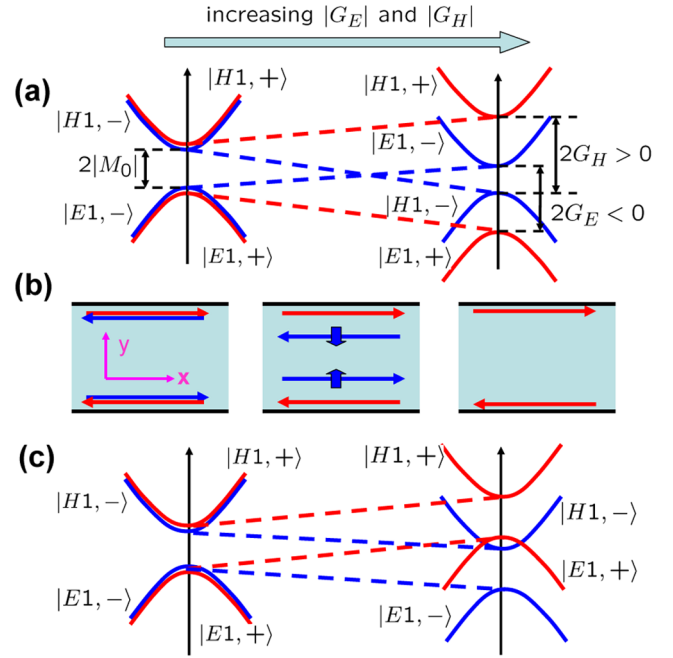 increasing |G_E| and |G_H|
(a)
|H1, +⟩
|H1, +⟩
|H1, −⟩
|E1, −⟩
2G_H > 0
2|M_0|
|E1, −⟩
|H1, −⟩
2G_E < 0
|E1, +⟩
|E1, +⟩
(b)
y
x
(c)
|H1, +⟩
|H1, +⟩
|H1, −⟩
|H1, −⟩
|E1, +⟩
|E1, −⟩
|E1, −⟩
|E1, +⟩